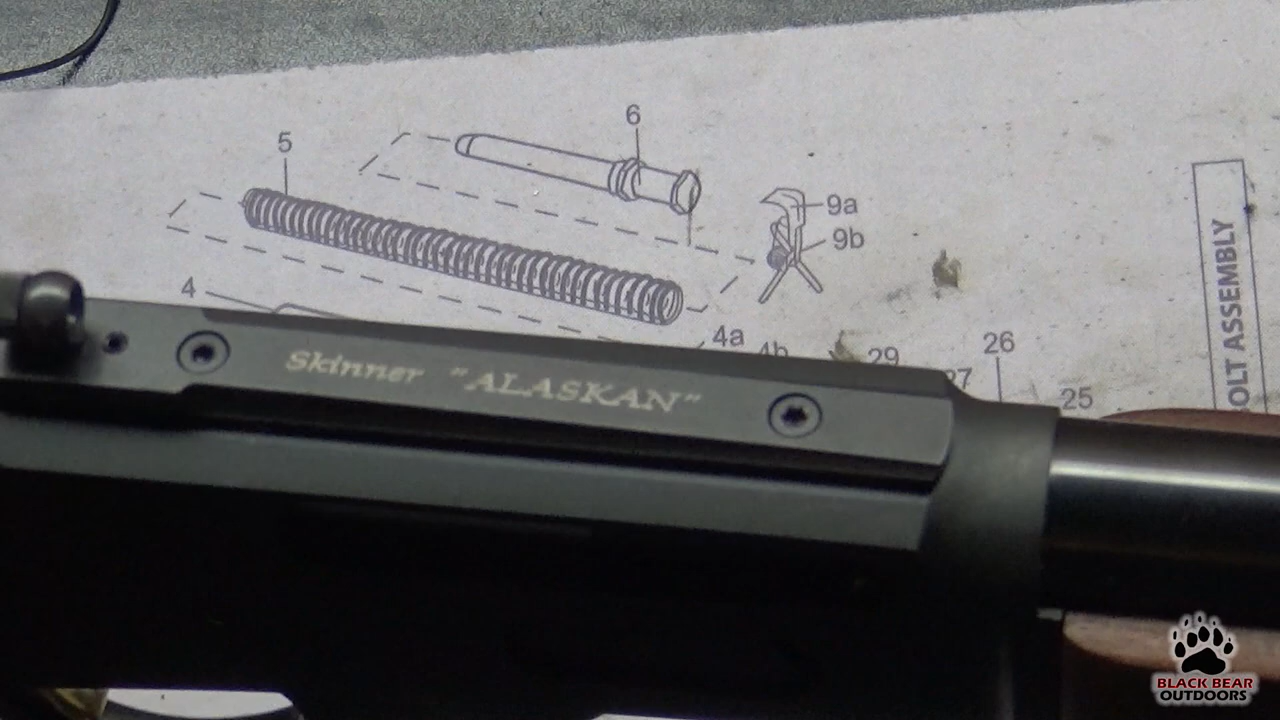 6
5
9a
9b
4
4a
4b
29
26
27
25
Skinner "ALASKAN"
OLT ASSEMBLY
BLACK BEAR
OUTDOORS